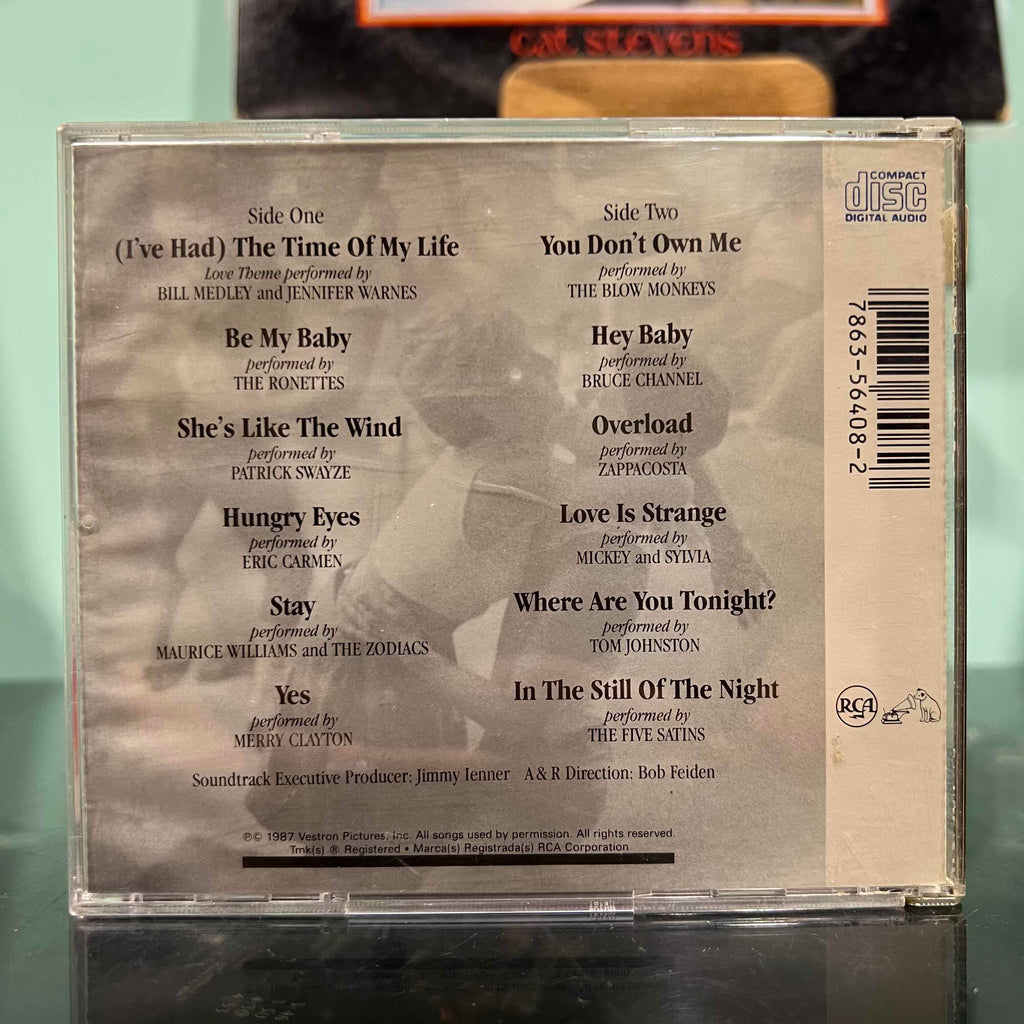 cat stevens
Side One
(I've Had) The Time Of My Life
Love Theme performed by
BILL MEDLEY and JENNIFER WARNES
Be My Baby
performed by
THE RONETTES
She's Like The Wind
performed by
PATRICK SWAYZE
Hungry Eyes
performed by
ERIC CARMEN
Stay
performed by
MAURICE WILLIAMS and THE ZODIACS
Yes
performed by
MERRY CLAYTON
Side Two
You Don't Own Me
performed by
THE BLOW MONKEYS
Hey Baby
performed by
BRUCE CHANNEL
Overload
performed by
ZAPPACOSTA
Love Is Strange
performed by
MICKEY and SYLVIA
Where Are You Tonight?
performed by
TOM JOHNSTON
In The Still Of The Night
performed by
THE FIVE SATINS
Soundtrack Executive Producer: Jimmy Ienner A & R Direction: Bob Feiden
℗© 1987 Vestron Pictures, Inc. All songs used by permission. All rights reserved.
Tmk(s) ® Registered • Marca(s) Registrada(s) RCA Corporation
COMPACT
disc
DIGITAL AUDIO
7863-56408-2
RCA